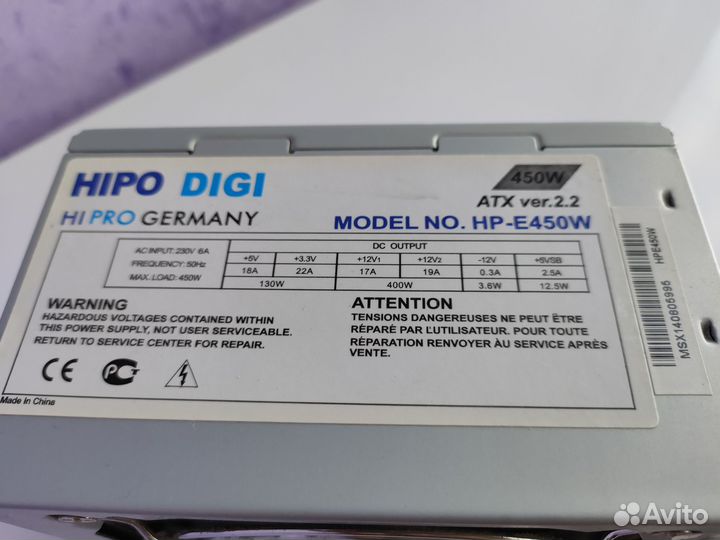 HIPO DIGI
HI PRO GERMANY
450W
ATX ver.2.2
MODEL NO. HP-E450W
AC INPUT: 230V 6A
FREQUENCY: 50Hz
MAX. LOAD: 450W
DC OUTPUT
+5V +3.3V +12V1 +12V2 -12V +5VSB
18A 22A 17A 19A 0.3A 2.5A
130W 400W 3.6W 12.5W
WARNING
HAZARDOUS VOLTAGES CONTAINED WITHIN
THIS POWER SUPPLY, NOT USER SERVICEABLE.
RETURN TO SERVICE CENTER FOR REPAIR.
ATTENTION
TENSIONS DANGEREUSES NE PEUT ÊTRE
RÉPARÉ PAR L'UTILISATEUR. POUR TOUTE
RÉPARATION RENVOYER ÀU SERVICE APRÈS
VENTE.
CE
PCT
Made In China
HPE450W
MSX140605995
Avito